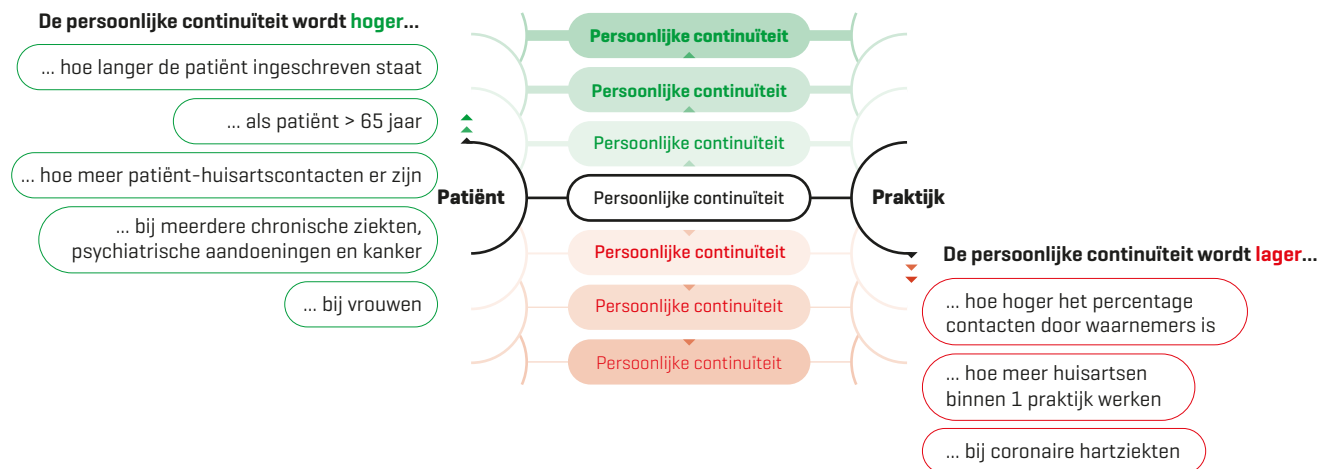 De persoonlijke continuïteit wordt hoger...
... hoe langer de patiënt ingeschreven staat
... als patiënt > 65 jaar
... hoe meer patiënt-huisartscontacten er zijn
... bij meerdere chronische ziekten,
psychiatrische aandoeningen en kanker
... bij vrouwen
Patiënt
Persoonlijke continuïteit
Persoonlijke continuïteit
Persoonlijke continuïteit
Persoonlijke continuïteit
Persoonlijke continuïteit
Persoonlijke continuïteit
Persoonlijke continuïteit
Praktijk
De persoonlijke continuïteit wordt lager...
... hoe hoger het percentage
contacten door waarnemers is
... hoe meer huisartsen
binnen 1 praktijk werken
... bij coronaire hartziekten